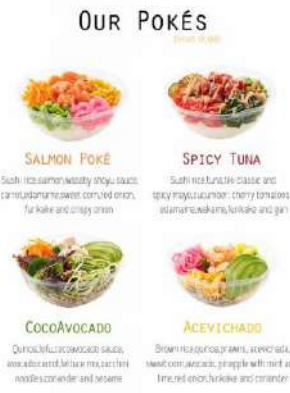 OUR POKÉS
SALMON POKÉ
SPICY TUNA
Sushi rice, salmon, wasaby shoyu sauce,
Sushi rice, tuna, classic and
carrot, edamame, sweet corn, red onion,
spicy mayo, cucumber, cherry tomatoes
furikake and crispy onion
edamame, wakame, furikake and gari
COCOAVOCADO
ACEVICHADO
Quinoa, tofu, cocoavocado sauce,
Brown rice, quinoa, prawns, acevichada,
avocado, carrot, lettuce mix, zucchini
sweet corn, avocado, pineapple with mint and
noodles, coriander and sesame
lime, red onion, furikake and coriander